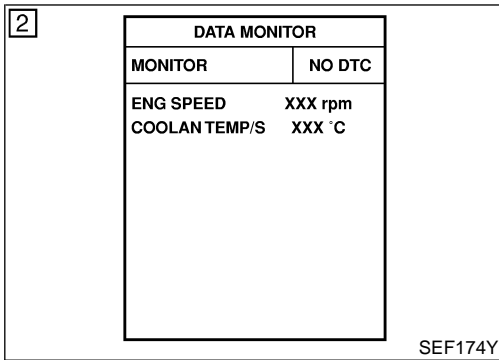 2
DATA MONITOR
MONITOR NO DTC
ENG SPEED XXX rpm
COOLAN TEMP/S XXX °C
SEF174Y